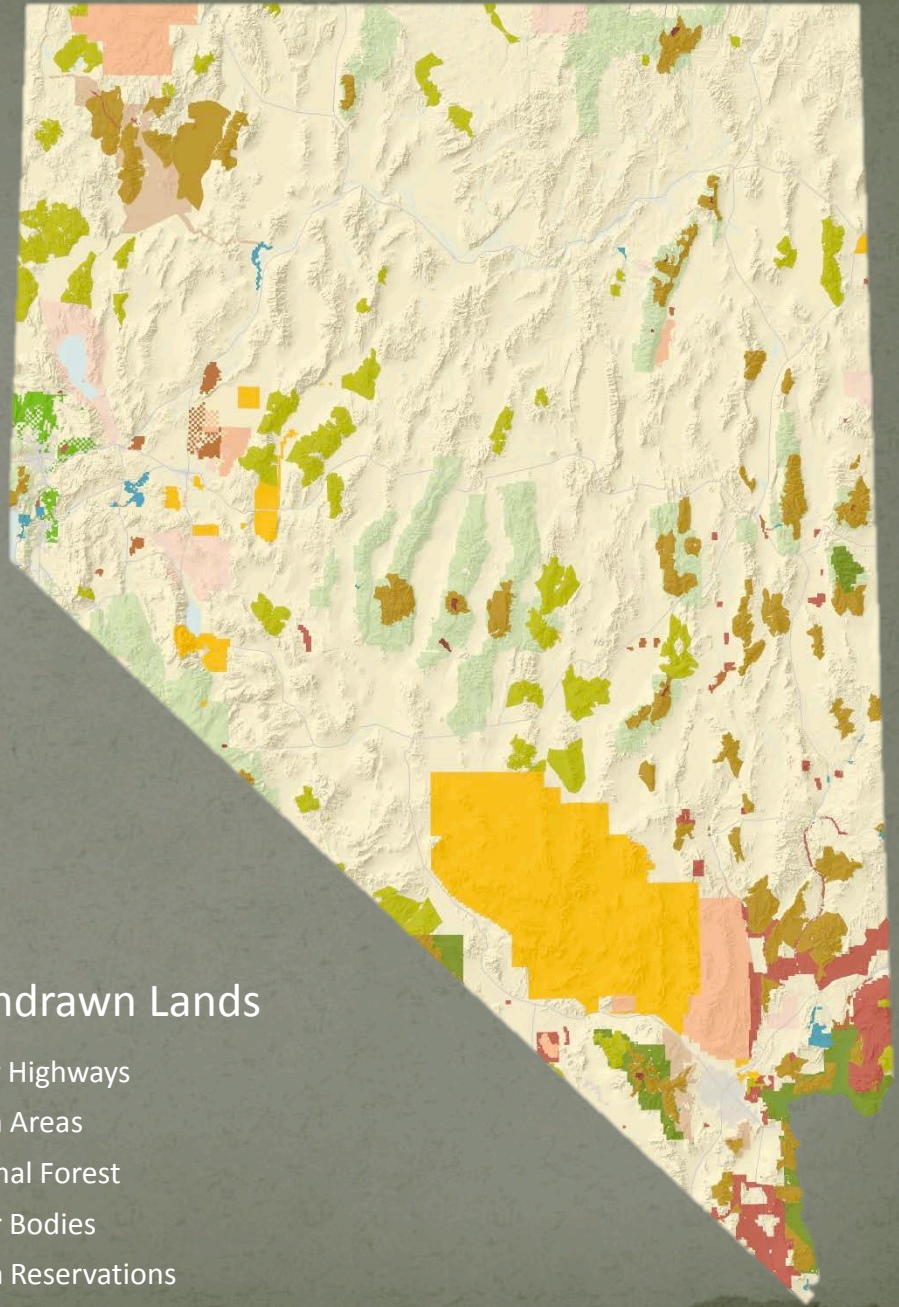 ndrawn Lands
Highways
Areas
nal Forest
Bodies
Reservations